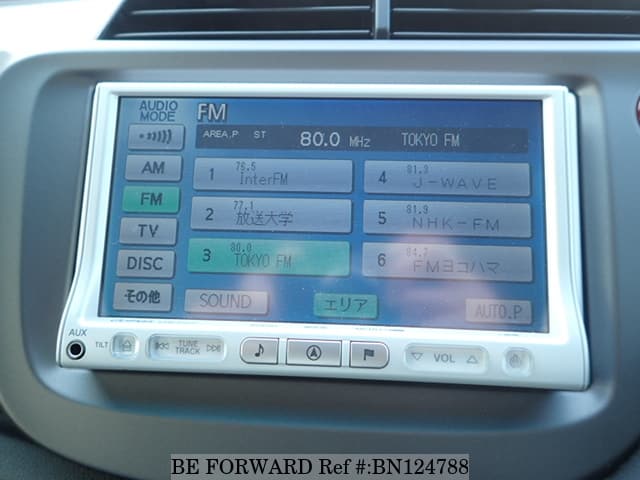 AUDIO MODE
FM
AREA.P ST 80.0 MHz TOKYO FM
AM
FM
TV
DISC
その他
1 76.5 InterFM
2 77.1 放送大学
3 80.0 TOKYO FM
4 81.3 J-WAVE
5 81.9 NHK-FM
6 84.7 FMヨコハマ
SOUND
エリア
AUTO.P
AUX
TILT
TUNE
TRACK
VOL
BE FORWARD Ref #:BN124788